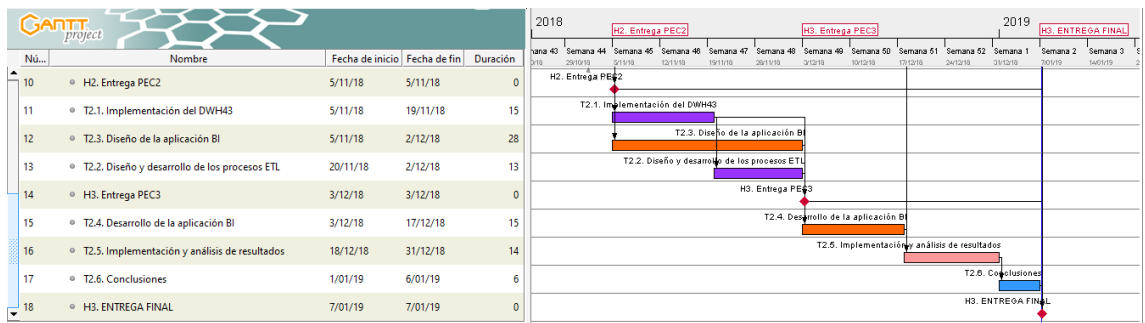 GANTT
project
Nú...
Nombre
Fecha de inicio
Fecha de fin
Duración
10 H2. Entrega PEC2 5/11/18 5/11/18 0
11 T2.1. Implementación del DWH43 5/11/18 19/11/18 15
12 T2.3. Diseño de la aplicación BI 5/11/18 2/12/18 28
13 T2.2. Diseño y desarrollo de los procesos ETL 20/11/18 2/12/18 13
14 H3. Entrega PEC3 3/12/18 3/12/18 0
15 T2.4. Desarrollo de la aplicación BI 3/12/18 17/12/18 15
16 T2.5. Implementación y análisis de resultados 18/12/18 31/12/18 14
17 T2.6. Conclusiones 1/01/19 6/01/19 6
18 H3. ENTREGA FINAL 7/01/19 7/01/19 0
2018 2019
H2. Entrega PEC2 H3. Entrega PEC3 H3. ENTREGA FINAL
nana 43 Semana 44 Semana 45 Semana 46 Semana 47 Semana 48 Semana 49 Semana 50 Semana 51 Semana 52 Semana 1 Semana 2 Semana 3
0/18 29/10/18 5/11/18 12/11/18 19/11/18 26/11/18 3/12/18 10/12/18 17/12/18 24/12/18 31/12/18 7/01/19 14/01/19
H2. Entrega PEC2
T2.1. Implementación del DWH43
T2.3. Diseño de la aplicación BI
T2.2. Diseño y desarrollo de los procesos ETL
H3. Entrega PEC3
T2.4. Desarrollo de la aplicación BI
T2.5. Implementación y análisis de resultados
T2.6. Conclusiones
H3. ENTREGA FINAL